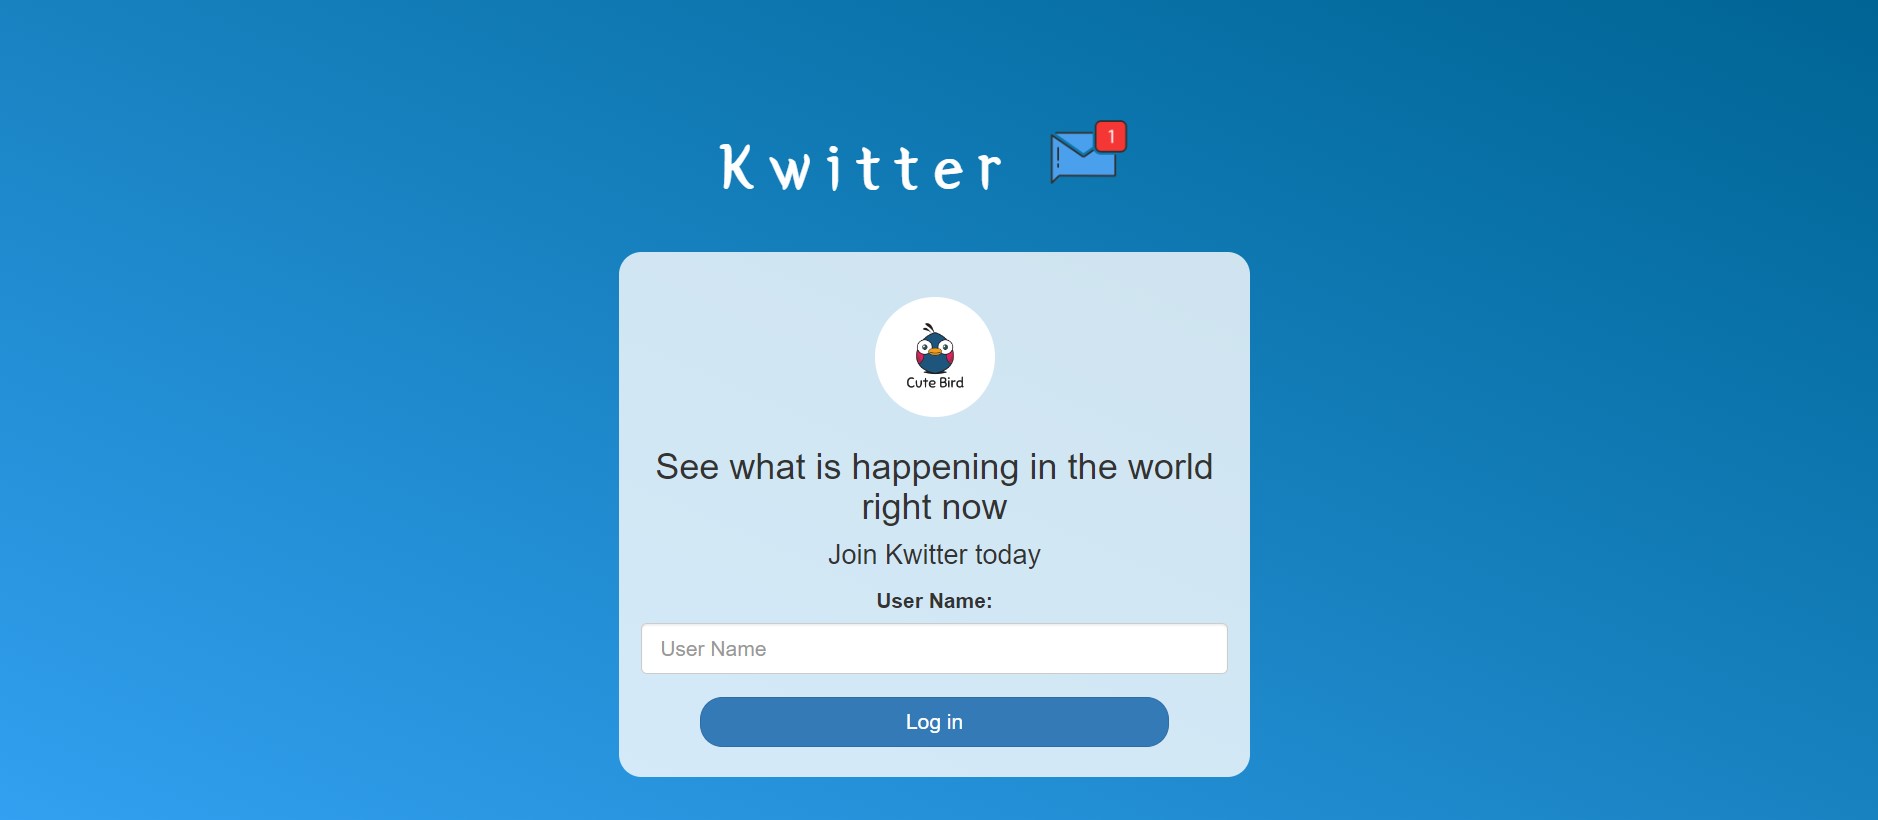 Kwitter
1
Cute Bird
See what is happening in the world
right now
Join Kwitter today
User Name:
User Name
Log in